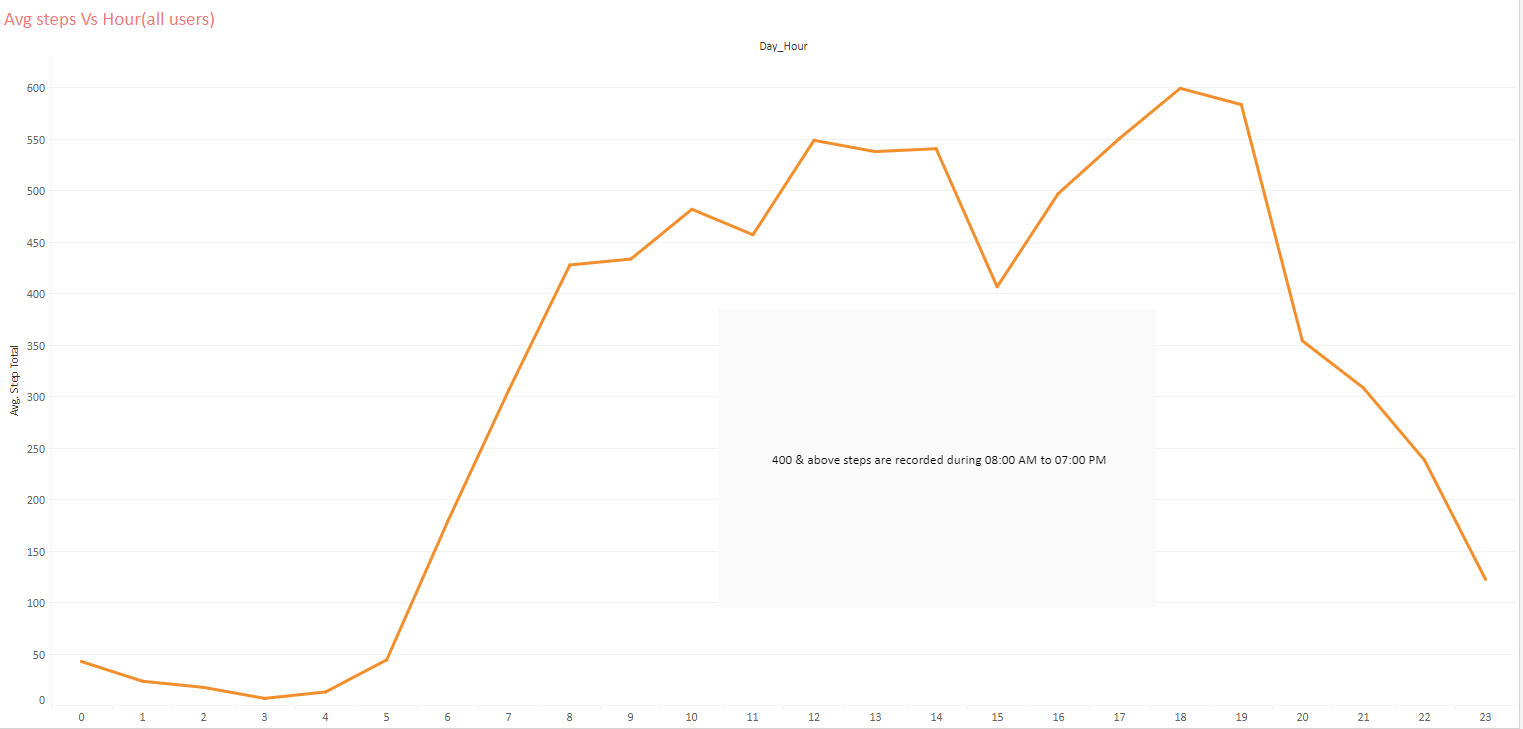 Avg steps Vs Hour(all users)
Day_Hour
600
550
500
450
400
350
300
250
200
150
100
50
0
Avg. Step Total
400 & above steps are recorded during 08:00 AM to 07:00 PM
0 1 2 3 4 5 6 7 8 9 10 11 12 13 14 15 16 17 18 19 20 21 22 23